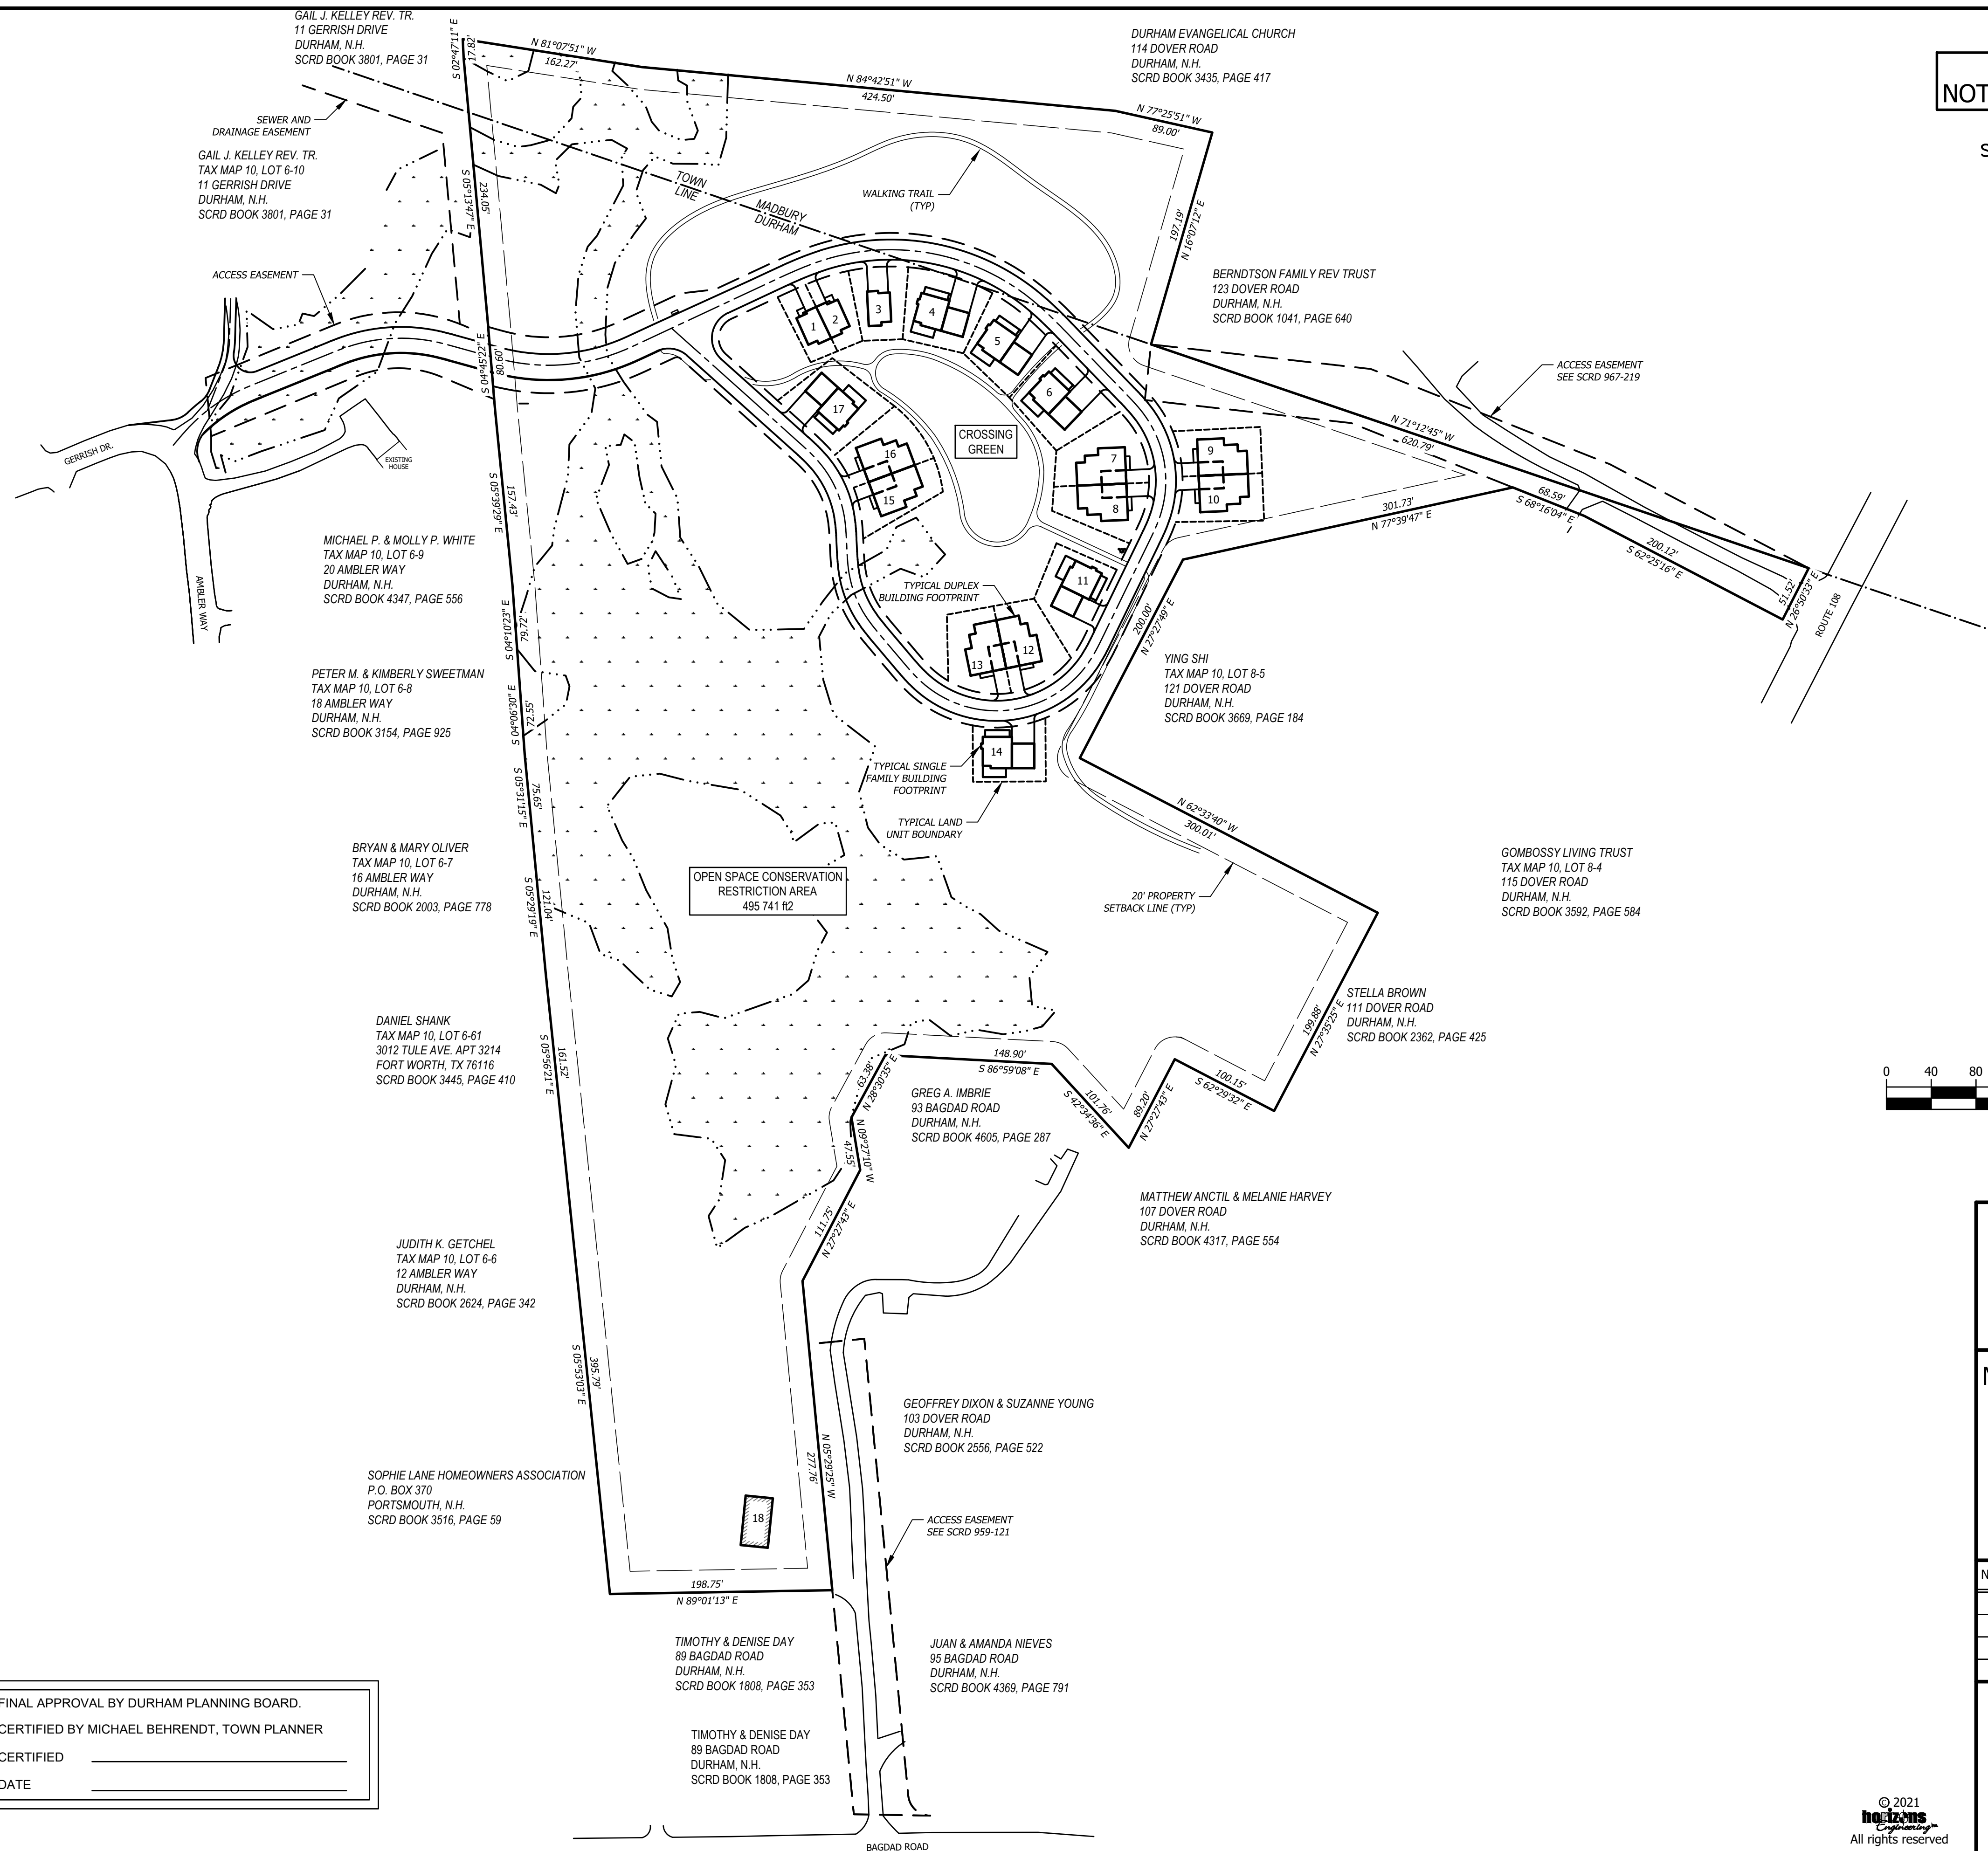 GAIL J. KELLEY REV. TR.
11 GERRISH DRIVE
DURHAM, N.H.
SCRD BOOK 3801, PAGE 31
S 02°47'11" E
17.82'
N 81°07'51" W
162.27'
N 84°42'51" W
424.50'
DURHAM EVANGELICAL CHURCH
114 DOVER ROAD
DURHAM, N.H.
SCRD BOOK 3435, PAGE 417
N 77°25'51" W
89.00'
NOT
S
SEWER AND
DRAINAGE EASEMENT
GAIL J. KELLEY REV. TR.
TAX MAP 10, LOT 6-10
11 GERRISH DRIVE
DURHAM, N.H.
SCRD BOOK 3801, PAGE 31
S 05°13'47" E
234.05'
TOWN
LINE
MADBURY
DURHAM
WALKING TRAIL
(TYP)
197.19'
N 16°07'12" E
ACCESS EASEMENT
BERNDTSON FAMILY REV TRUST
123 DOVER ROAD
DURHAM, N.H.
SCRD BOOK 1041, PAGE 640
1
2
3
4
5
6
S 04°45'22" E
80.60'
ACCESS EASEMENT
SEE SCRD 967-219
17
CROSSING
GREEN
N 71°12'45" W
620.79'
GERRISH DR.
EXISTING
HOUSE
16
15
7
8
9
10
S 05°39'29" E
157.43'
301.73'
N 77°39'47" E
68.59'
S 68°16'04" E
200.12'
S 62°25'16" E
51.52'
N 26°50'33" E
ROUTE 108
MICHAEL P. & MOLLY P. WHITE
TAX MAP 10, LOT 6-9
20 AMBLER WAY
DURHAM, N.H.
SCRD BOOK 4347, PAGE 556
AMBLER WAY
S 04°10'23" E
79.72'
TYPICAL DUPLEX
BUILDING FOOTPRINT
11
12
13
200.00'
N 27°27'49" E
YING SHI
TAX MAP 10, LOT 8-5
121 DOVER ROAD
DURHAM, N.H.
SCRD BOOK 3669, PAGE 184
PETER M. & KIMBERLY SWEETMAN
TAX MAP 10, LOT 6-8
18 AMBLER WAY
DURHAM, N.H.
SCRD BOOK 3154, PAGE 925
S 04°06'30" E
72.55'
14
TYPICAL SINGLE
FAMILY BUILDING
FOOTPRINT
S 05°31'15" E
75.65'
TYPICAL LAND
UNIT BOUNDARY
N 62°33'40" W
300.01'
BRYAN & MARY OLIVER
TAX MAP 10, LOT 6-7
16 AMBLER WAY
DURHAM, N.H.
SCRD BOOK 2003, PAGE 778
S 05°29'19" E
121.04'
OPEN SPACE CONSERVATION
RESTRICTION AREA
495 741 ft2
20' PROPERTY
SETBACK LINE (TYP)
GOMBOSSY LIVING TRUST
TAX MAP 10, LOT 8-4
115 DOVER ROAD
DURHAM, N.H.
SCRD BOOK 3592, PAGE 584
STELLA BROWN
111 DOVER ROAD
DURHAM, N.H.
SCRD BOOK 2362, PAGE 425
199.88'
N 27°35'25" E
DANIEL SHANK
TAX MAP 10, LOT 6-61
3012 TULE AVE. APT 3214
FORT WORTH, TX 76116
SCRD BOOK 3445, PAGE 410
S 05°56'21" E
161.52'
148.90'
S 86°59'08" E
63.38'
N 28°30'35" E
GREG A. IMBRIE
93 BAGDAD ROAD
DURHAM, N.H.
SCRD BOOK 4605, PAGE 287
101.76'
S 42°34'36" E
89.20'
N 27°27'43" E
100.15'
S 62°29'32" E
0 40 80
N 09°27'10" W
47.55'
111.75'
N 27°27'43" E
MATTHEW ANCTIL & MELANIE HARVEY
107 DOVER ROAD
DURHAM, N.H.
SCRD BOOK 4317, PAGE 554
JUDITH K. GETCHEL
TAX MAP 10, LOT 6-6
12 AMBLER WAY
DURHAM, N.H.
SCRD BOOK 2624, PAGE 342
S 05°53'03" E
395.79'
GEOFFREY DIXON & SUZANNE YOUNG
103 DOVER ROAD
DURHAM, N.H.
SCRD BOOK 2556, PAGE 522
N 05°29'25" W
277.76'
SOPHIE LANE HOMEOWNERS ASSOCIATION
P.O. BOX 370
PORTSMOUTH, N.H.
SCRD BOOK 3516, PAGE 59
18
ACCESS EASEMENT
SEE SCRD 959-121
198.75'
N 89°01'13" E
N
TIMOTHY & DENISE DAY
89 BAGDAD ROAD
DURHAM, N.H.
SCRD BOOK 1808, PAGE 353
JUAN & AMANDA NIEVES
95 BAGDAD ROAD
DURHAM, N.H.
SCRD BOOK 4369, PAGE 791
TIMOTHY & DENISE DAY
89 BAGDAD ROAD
DURHAM, N.H.
SCRD BOOK 1808, PAGE 353
FINAL APPROVAL BY DURHAM PLANNING BOARD.
CERTIFIED BY MICHAEL BEHRENDT, TOWN PLANNER
CERTIFIED
DATE
BAGDAD ROAD
© 2021
horizons
Engineering
All rights reserved